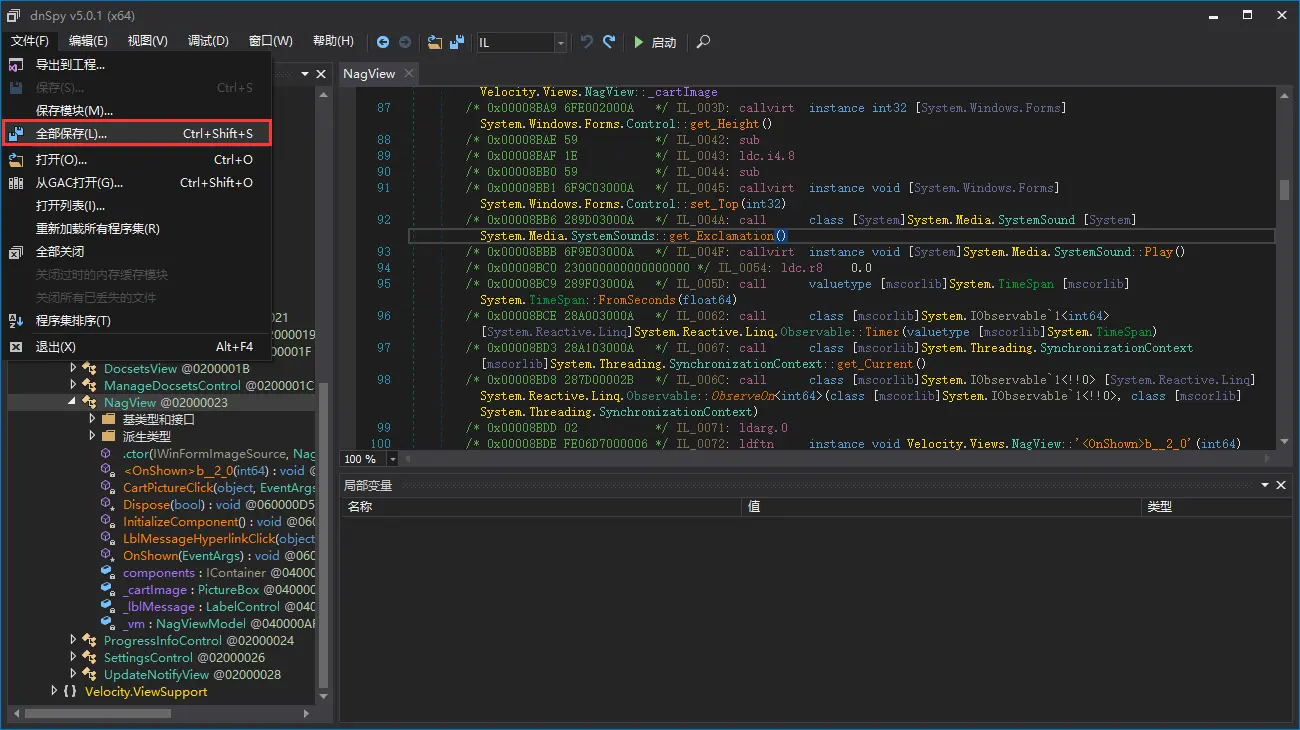 dnSpy v5.0.1 (x64)
文件(F) 编辑(E) 视图(V) 调试(D) 窗口(W) 帮助(H) IL 启动
导出到工程...
保存(S)... Ctrl+S
保存模块(M)...
全部保存(L)... Ctrl+Shift+S
打开(O)... Ctrl+O
从GAC打开(G)... Ctrl+Shift+O
打开列表(I)...
重新加载所有程序集(R)
全部关闭
关闭过时的内存缓存模块
关闭所有已丢失的文件
程序集排序(T)
退出(X) Alt+F4
021
02000019
0001F
DocsetsView @0200001B
ManageDocsetsControl @0200001C
NagView @02000023
基类型和接口
派生类型
.ctor(IWinFormImageSource, Nag
<OnShown>b__2_0(int64) : void @
CartPictureClick(object, EventArgs
Dispose(bool) : void @060000D5
InitializeComponent() : void @060
LblMessageHyperlinkClick(object
OnShown(EventArgs) : void @060
components : IContainer @04000
_cartImage : PictureBox @040000
_lblMessage : LabelControl @040
_vm : NagViewModel @040000AF
ProgressInfoControl @02000024
SettingsControl @02000026
UpdateNotifyView @02000028
{} Velocity.ViewSupport
NagView
Velocity.Views.NagView::_cartImage
87 /* 0x00008BA9 6FE002000A */ IL_003D: callvirt instance int32 [System.Windows.Forms]
System.Windows.Forms.Control::get_Height()
88 /* 0x00008BAE 59 */ IL_0042: sub
89 /* 0x00008BAF 1E */ IL_0043: ldc.i4.8
90 /* 0x00008BB0 59 */ IL_0044: sub
91 /* 0x00008BB1 6F9C03000A */ IL_0045: callvirt instance void [System.Windows.Forms]
System.Windows.Forms.Control::set_Top(int32)
92 /* 0x00008BB6 289D03000A */ IL_004A: call class [System]System.Media.SystemSound [System]
System.Media.SystemSounds::get_Exclamation()
93 /* 0x00008BBB 6F9E03000A */ IL_004F: callvirt instance void [System]System.Media.SystemSound::Play()
94 /* 0x00008BC0 230000000000000000 */ IL_0054: ldc.r8 0.0
95 /* 0x00008BC9 289F03000A */ IL_005D: call valuetype [mscorlib]System.TimeSpan [mscorlib]
System.TimeSpan::FromSeconds(float64)
96 /* 0x00008BCE 28A003000A */ IL_0062: call class [mscorlib]System.IObservable`1<int64>
[System.Reactive.Linq]System.Reactive.Linq.Observable::Timer(valuetype [mscorlib]System.TimeSpan)
97 /* 0x00008BD3 28A103000A */ IL_0067: call class [mscorlib]System.Threading.SynchronizationContext
[mscorlib]System.Threading.SynchronizationContext::get_Current()
98 /* 0x00008BD8 287D00002B */ IL_006C: call class [mscorlib]System.IObservable`1<!!0> [System.Reactive.Linq]
System.Reactive.Linq.Observable::ObserveOn<int64>(class [mscorlib]System.IObservable`1<!!0>, class [mscorlib]
System.Threading.SynchronizationContext)
99 /* 0x00008BDD 02 */ IL_0071: ldarg.0
100 /* 0x00008BDE FE06D7000006 */ IL_0072: ldftn instance void Velocity.Views.NagView::'<OnShown>b__2_0'(int64)
100 %
局部变量
名称 值 类型